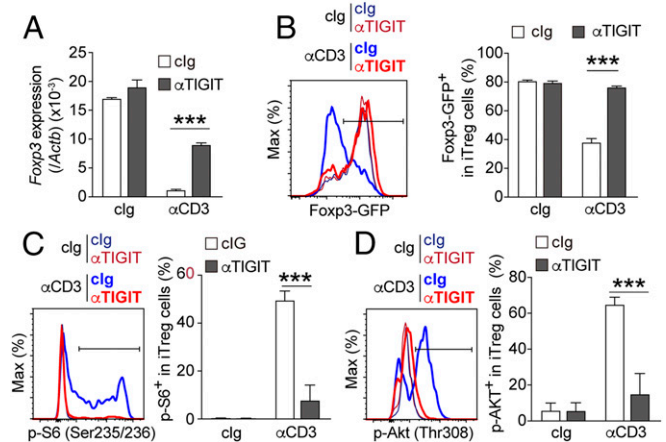 A
cIg
αTIGIT
Foxp3 expression
(/Actb) (x10-3)
25
20
15
10
5
0
***
cIg
αCD3
B
cIg
cIg
αTIGIT
αCD3
cIg
αTIGIT
Max (%)
Foxp3-GFP
cIg
αTIGIT
Foxp3-GFP+
in iTreg cells (%)
100
80
60
40
20
0
***
cIg
αCD3
C
cIg
cIg
αTIGIT
αCD3
cIg
αTIGIT
Max (%)
p-S6 (Ser235/236)
cIG
αTIGIT
p-S6+ in iTreg cells (%)
60
40
20
0
***
cIg
αCD3
D
cIg
cIg
αTIGIT
αCD3
cIg
αTIGIT
Max (%)
p-Akt (Thr308)
cIg
αTIGIT
p-AKT+ in iTreg cells (%)
80
60
40
20
0
***
cIg
αCD3